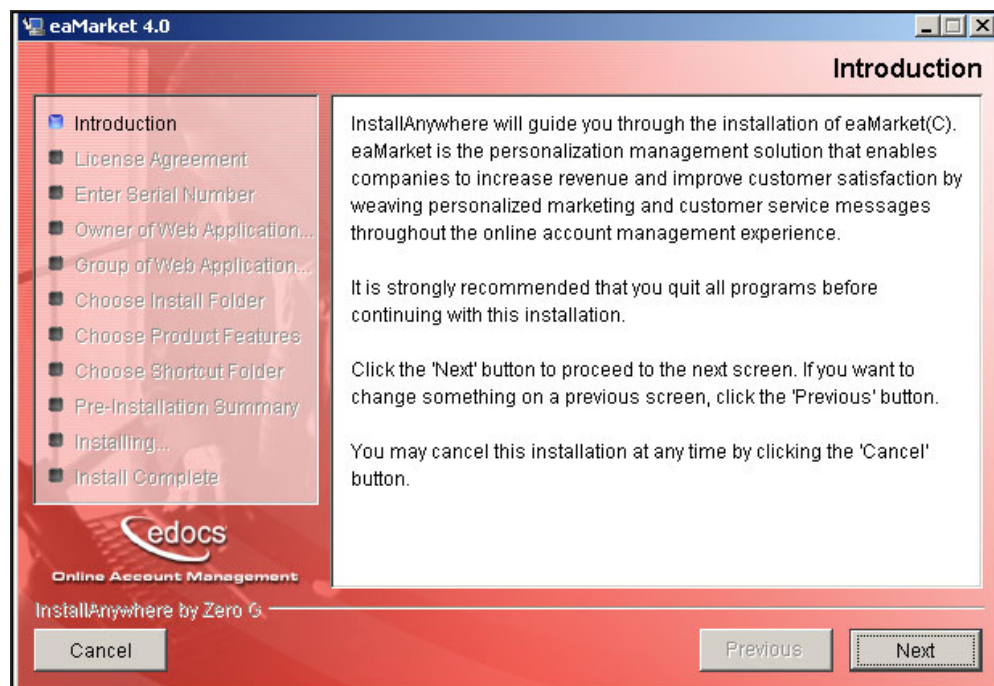 eaMarket 4.0
Introduction
Introduction
License Agreement
Enter Serial Number
Owner of Web Application...
Group of Web Application...
Choose Install Folder
Choose Product Features
Choose Shortcut Folder
Pre-Installation Summary
Installing...
Install Complete
edocs
Online Account Management
InstallAnywhere will guide you through the installation of eaMarket(C).
eaMarket is the personalization management solution that enables
companies to increase revenue and improve customer satisfaction by
weaving personalized marketing and customer service messages
throughout the online account management experience.
It is strongly recommended that you quit all programs before
continuing with this installation.
Click the 'Next' button to proceed to the next screen. If you want to
change something on a previous screen, click the 'Previous' button.
You may cancel this installation at any time by clicking the 'Cancel'
button.
InstallAnywhere by Zero G
Cancel
Previous
Next